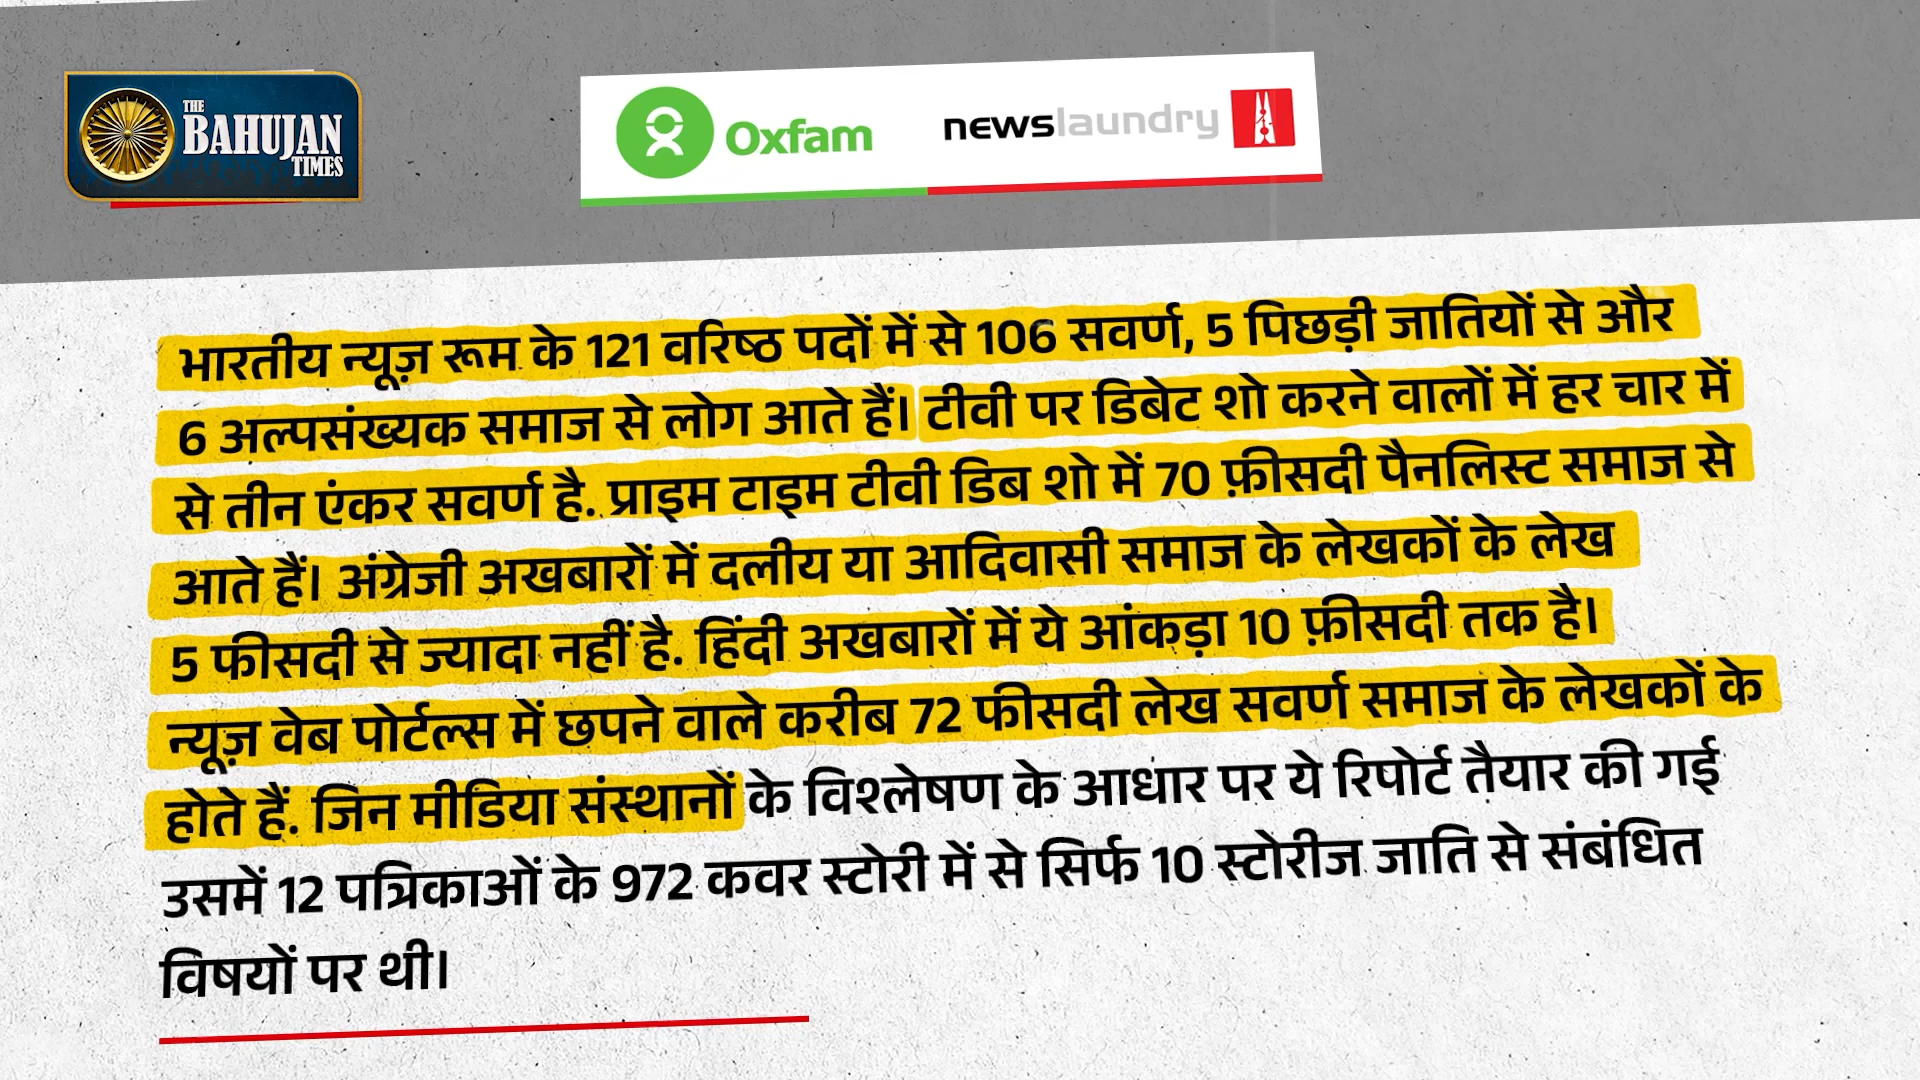 THE
BAHUJAN
TIMES
Oxfam
newslaundry
भारतीय न्यूज़ रूम के 121 वरिष्ठ पदों में से 106 सवर्ण, 5 पिछड़ी जातियों से और
6 अल्पसंख्यक समाज से लोग आते हैं। टीवी पर डिबेट शो करने वालों में हर चार में
से तीन एंकर सवर्ण है. प्राइम टाइम टीवी डिब शो में 70 फ़ीसदी पैनलिस्ट समाज से
आते हैं। अंग्रेजी अखबारों में दलीय या आदिवासी समाज के लेखकों के लेख
5 फीसदी से ज्यादा नहीं है. हिंदी अखबारों में ये आंकड़ा 10 फ़ीसदी तक है।
न्यूज़ वेब पोर्टल्स में छपने वाले करीब 72 फीसदी लेख सवर्ण समाज के लेखकों के
होते हैं. जिन मीडिया संस्थानों के विश्लेषण के आधार पर ये रिपोर्ट तैयार की गई
उसमें 12 पत्रिकाओं के 972 कवर स्टोरी में से सिर्फ 10 स्टोरीज जाति से संबंधित
विषयों पर थी।